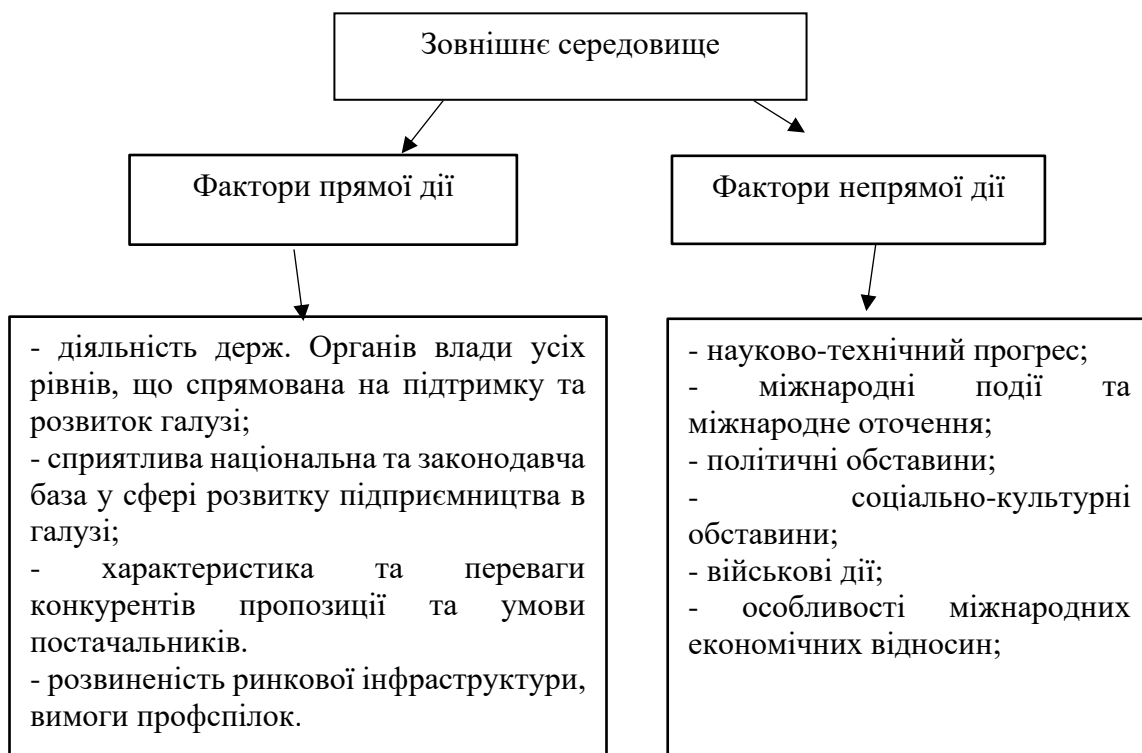 Зовнішнє середовище
Фактори прямої дії
Фактори непрямої дії
- діяльність держ. Органів влади усіх
рівнів, що спрямована на підтримку та
розвиток галузі;
- сприятлива національна та законодавча
база у сфері розвитку підприємництва в
галузі;
- характеристика та переваги
конкурентів пропозиції та умови
постачальників.
- розвиненість ринкової інфраструктури,
вимоги профспілок.
- науково-технічний прогрес;
- міжнародні події та
міжнародне оточення;
- політичні обставини;
- соціально-культурні
обставини;
- військові дії;
- особливості міжнародних
економічних відносин;